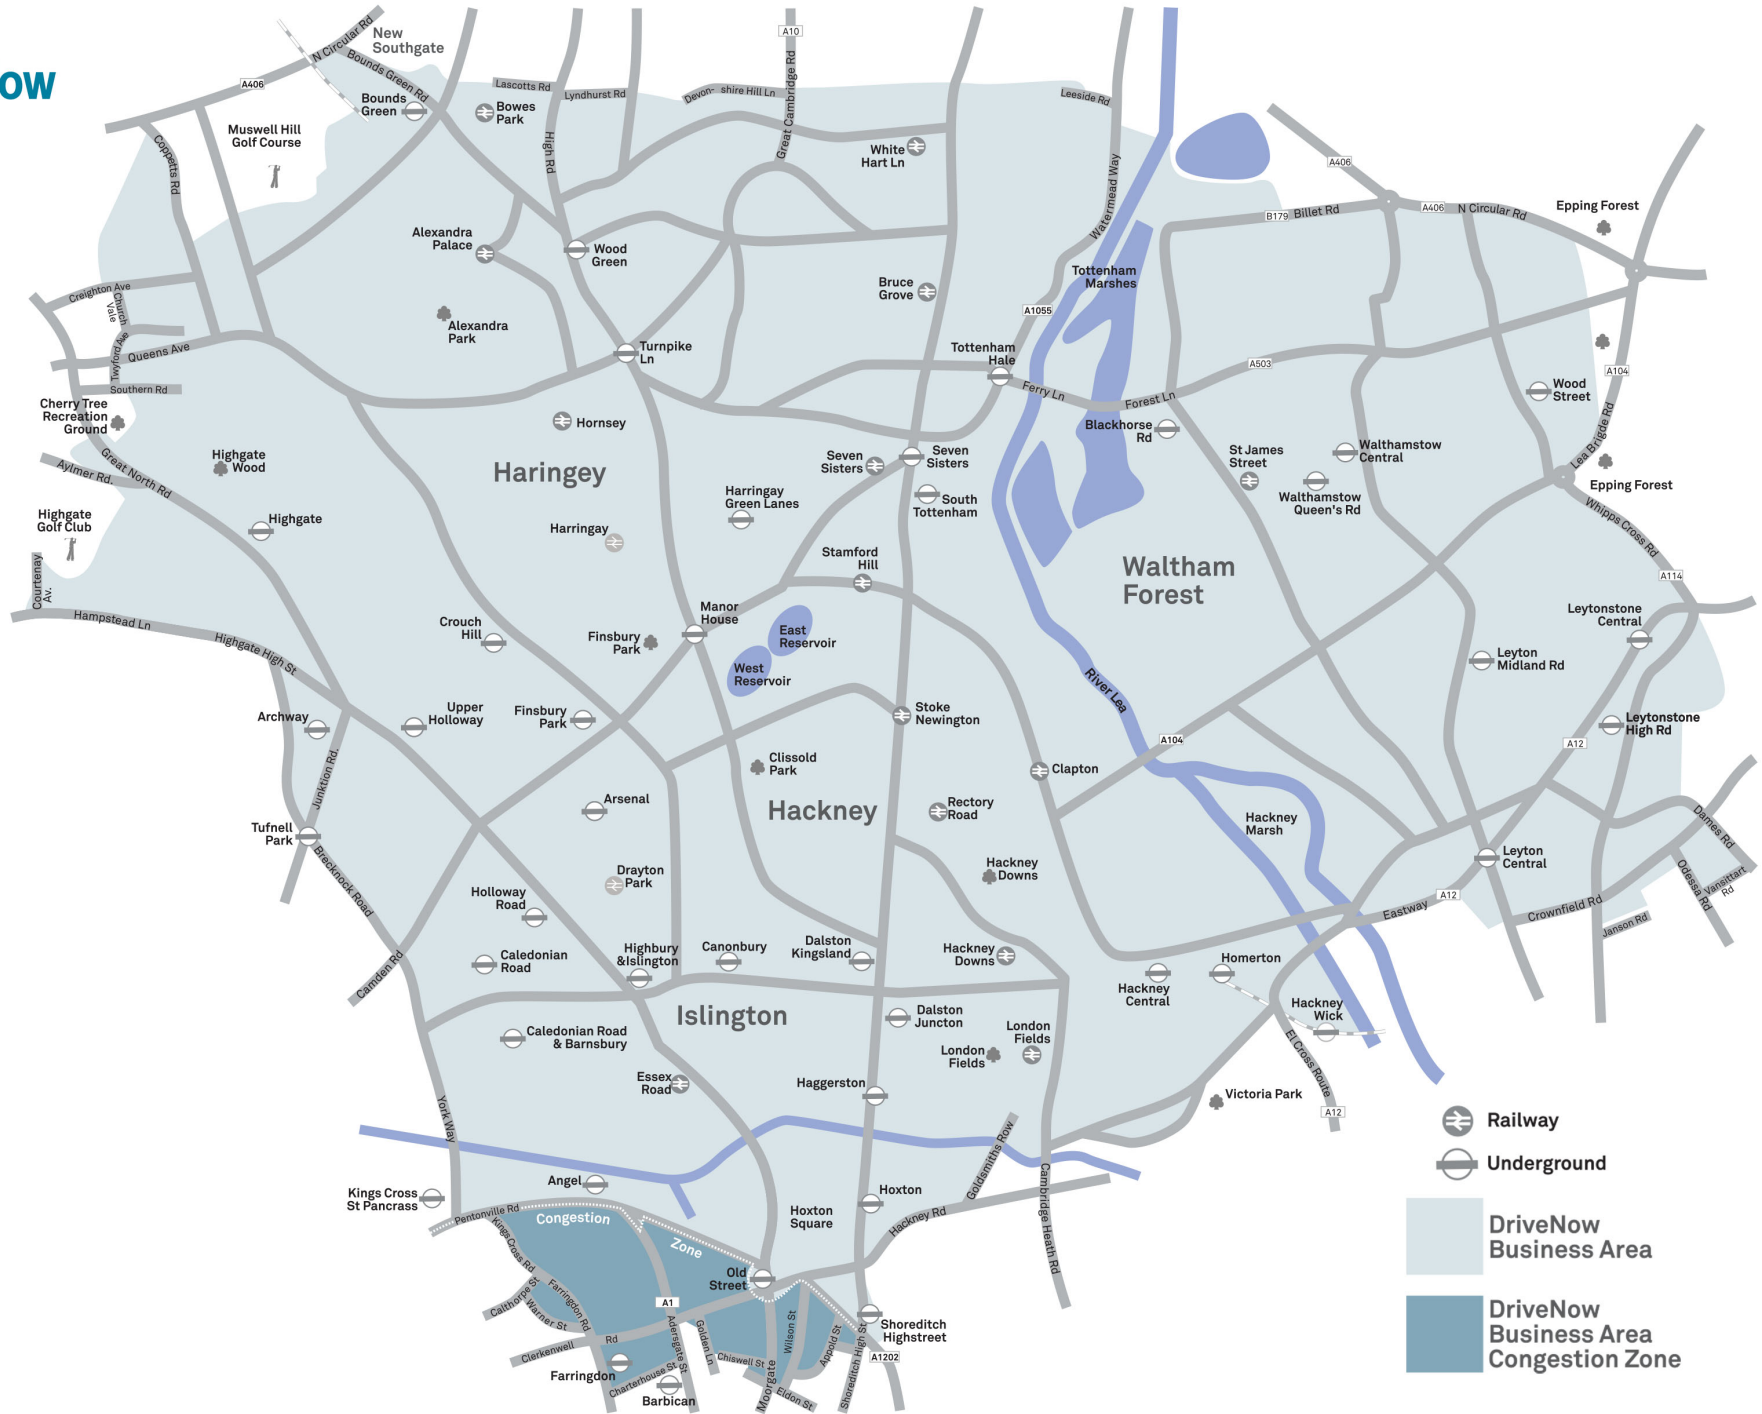 ow
A10
N Circular Rd
New
Southgate
Bounds Green Rd
A406
Bounds
Green
Lascotts Rd
Lyndhurst Rd
Devon-
shire Hill Ln
Great Cambridge Rd
Leeside Rd
Bowes
Park
Muswell Hill
Golf Course
Coppetts Rd
High Rd
White
Hart Ln
Watermead Way
A406
B179
Billet Rd
A406
N Circular Rd
Epping Forest
Alexandra
Palace
Wood
Green
Bruce
Grove
Tottenham
Marshes
A1055
Creighton Ave
Church
Vale
Alexandra
Park
Twyford Ave
Queens Ave
Southern Rd
Turnpike
Ln
Tottenham
Hale
Ferry Ln
Forest Ln
A503
A104
Wood
Street
Cherry Tree
Recreation
Ground
Hornsey
Blackhorse
Rd
Lea Brigde Rd
Great North Rd
Aylmer Rd.
Highgate
Wood
Haringey
Seven
Sisters
Seven
Sisters
St James
Street
Walthamstow
Central
Walthamstow
Queen's Rd
Epping Forest
Harringay
Green Lanes
South
Tottenham
Highgate
Golf Club
Highgate
Harringay
Whipps Cross Rd
Stamford
Hill
Waltham
Forest
A114
Courtenay
Av.
Hampstead Ln
Manor
House
Leytonstone
Central
Highgate High St
Crouch
Hill
Finsbury
Park
East
Reservoir
West
Reservoir
Leyton
Midland Rd
River Lea
Archway
Upper
Holloway
Finsbury
Park
Stoke
Newington
Leytonstone
High Rd
A104
A12
Junktion Rd.
Clissold
Park
Clapton
Arsenal
Hackney
Rectory
Road
Hackney
Marsh
Dames Rd
Tufnell
Park
Brecknock Road
Drayton
Park
Hackney
Downs
Leyton
Central
Odessa Rd
Vansittart
Rd
Holloway
Road
A12
Eastway
Crownfield Rd
Janson Rd
Camden Rd
Caledonian
Road
Highbury
&Islington
Canonbury
Dalston
Kingsland
Hackney
Downs
Homerton
Hackney
Central
Islington
Hackney
Wick
Caledonian Road
& Barnsbury
Dalston
Juncton
London
Fields
London
Fields
El Cross Route
Essex
Road
Haggerston
Victoria Park
A12
York Way
Goldsmiths Row
Cambridge Heath Rd
Railway
Underground
Kings Cross
St Pancrass
Angel
Hoxton
Hoxton
Square
Hackney Rd
Pentonville Rd
Congestion
Zone
Kings Cross Rd
Old
Street
Calthorpe St
Farringdon Rd
Warner St
A1
Clerkenwell
Rd
Adersgate St
Golden Ln
Wilson St
Appold St
Shoreditch
Highstreet
A1202
Chiswell St
Farringdon
Charterhouse St
Barbican
Moorgate
Eldon St
Shoreditch High St
DriveNow
Business Area
DriveNow
Business Area
Congestion Zone